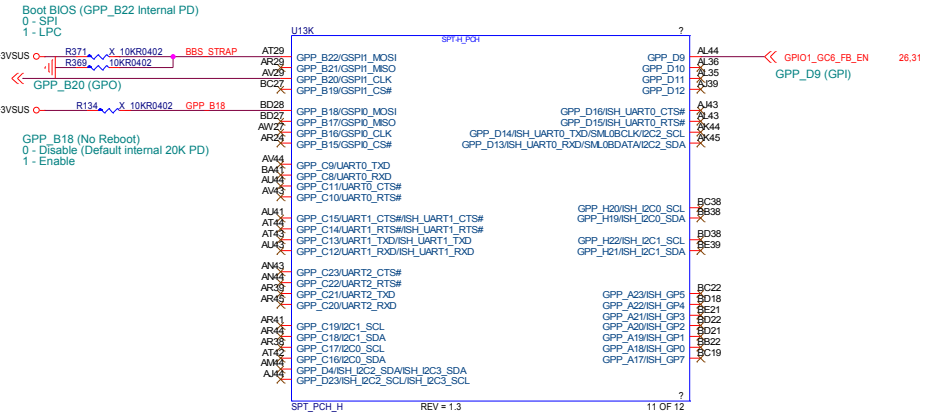 Boot BIOS (GPP_B22 Internal PD)
0 - SPI
1 - LPC
3VSUS
R371 X 10KR0402 BBS_STRAP
R369 10KR0402
GPP_B20 (GPO)
3VSUS R134 X 10KR0402 GPP_B18
GPP_B18 (No Reboot)
0 - Disable (Default internal 20K PD)
1 - Enable
U13K ?
SPT-H_PCH
AT29 GPP_B22/GSPI1_MOSI
AR29 GPP_B21/GSPI1_MISO
AV29 GPP_B20/GSPI1_CLK
BC27 GPP_B19/GSPI1_CS#
BD28 GPP_B18/GSPI0_MOSI
BD27 GPP_B17/GSPI0_MISO
AW27 GPP_B16/GSPI0_CLK
AR24 GPP_B15/GSPI0_CS#
AV44 GPP_C9/UART0_TXD
BA41 GPP_C8/UART0_RXD
AU44 GPP_C11/UART0_CTS#
AV43 GPP_C10/UART0_RTS#
AU41 GPP_C15/UART1_CTS#/ISH_UART1_CTS#
AT44 GPP_C14/UART1_RTS#/ISH_UART1_RTS#
AT43 GPP_C13/UART1_TXD/ISH_UART1_TXD
AU43 GPP_C12/UART1_RXD/ISH_UART1_RXD
AN43 GPP_C23/UART2_CTS#
AN44 GPP_C22/UART2_RTS#
AR39 GPP_C21/UART2_TXD
AR45 GPP_C20/UART2_RXD
AR41 GPP_C19/I2C1_SCL
AR44 GPP_C18/I2C1_SDA
AR38 GPP_C17/I2C0_SCL
AT42 GPP_C16/I2C0_SDA
AM44 GPP_D4/ISH_I2C2_SDA/ISH_I2C3_SDA
AJ44 GPP_D23/ISH_I2C2_SCL/ISH_I2C3_SCL
GPP_D9 AL44 GPIO1_GC6_FB_EN 26,31
GPP_D10 AL36
GPP_D11 AL35
GPP_D12 AJ39
GPP_D9 (GPI)
GPP_D16/ISH_UART0_CTS# AJ43
GPP_D15/ISH_UART0_RTS# AL43
GPP_D14/ISH_UART0_TXD/SML0BCLK/I2C2_SCL AK44
GPP_D13/ISH_UART0_RXD/SML0BDATA/I2C2_SDA AK45
GPP_H20/ISH_I2C0_SCL BC38
GPP_H19/ISH_I2C0_SDA BB38
GPP_H22/ISH_I2C1_SCL BD38
GPP_H21/ISH_I2C1_SDA BE39
GPP_A23/ISH_GP5 BC22
GPP_A22/ISH_GP4 BD18
GPP_A21/ISH_GP3 BE21
GPP_A20/ISH_GP2 BD22
GPP_A19/ISH_GP1 BD21
GPP_A18/ISH_GP0 BB22
GPP_A17/ISH_GP7 BC19
?
SPT_PCH_H REV = 1.3 11 OF 12